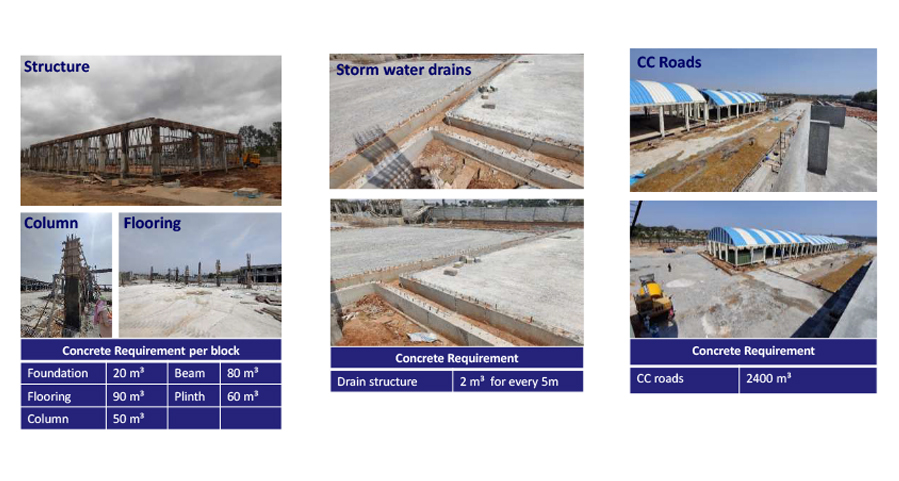 Structure
Column
Flooring
Concrete Requirement per block
Foundation 20 m³ Beam 80 m³
Flooring 90 m³ Plinth 60 m³
Column 50 m³
Storm water drains
Concrete Requirement
Drain structure 2 m³ for every 5m
CC Roads
Concrete Requirement
CC roads 2400 m³